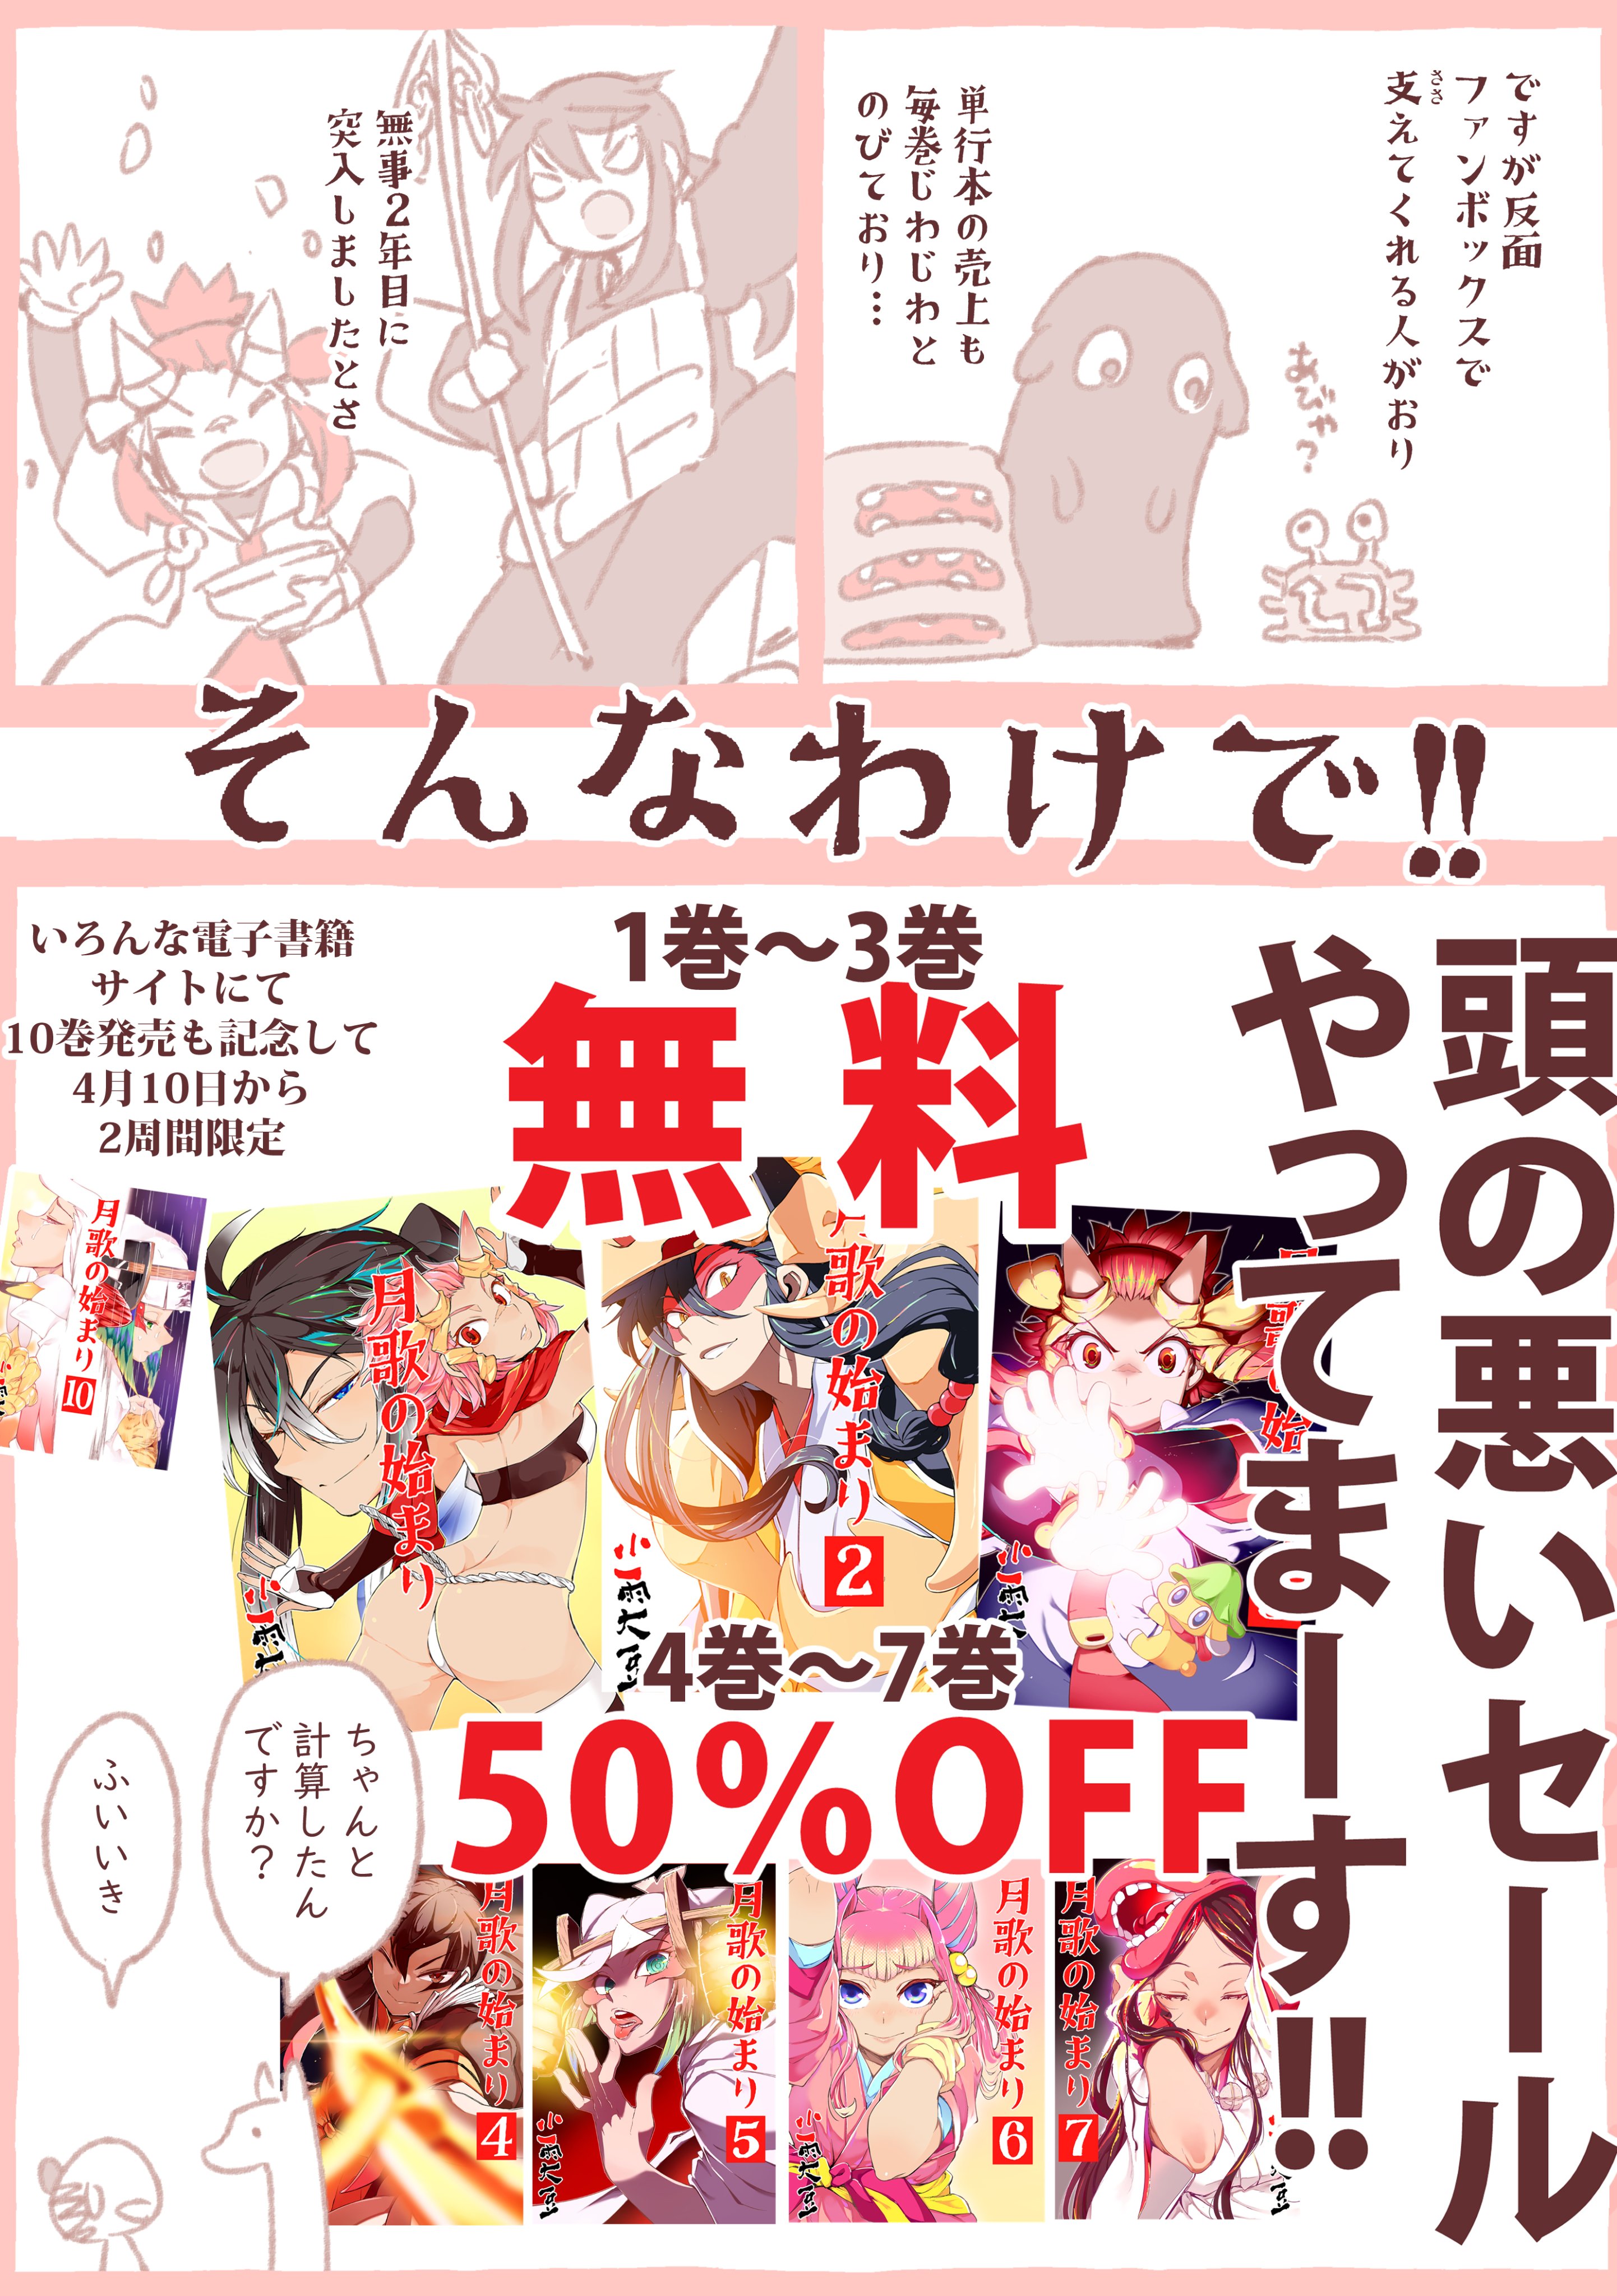 ですが反面
ファンボックスで
支えてくれる人がおり
ささ
あびゃ?
単行本の売上も
毎巻じわじわと
のびており…
無事2年目に
突入しましたとさ
そんなわけで!!
頭の悪いセール
やってまーす!!
1巻～3巻
無料
いろんな電子書籍
サイトにて
10巻発売も記念して
4月10日から
2周間限定
月歌の始まり
10
月歌の始まり
月歌の始まり
2
4巻～7巻
50%OFF
ちゃんと
計算したん
ですか？
ふいいき
月歌の始まり
4
月歌の始まり
5
月歌の始まり
6
月歌の始まり
7